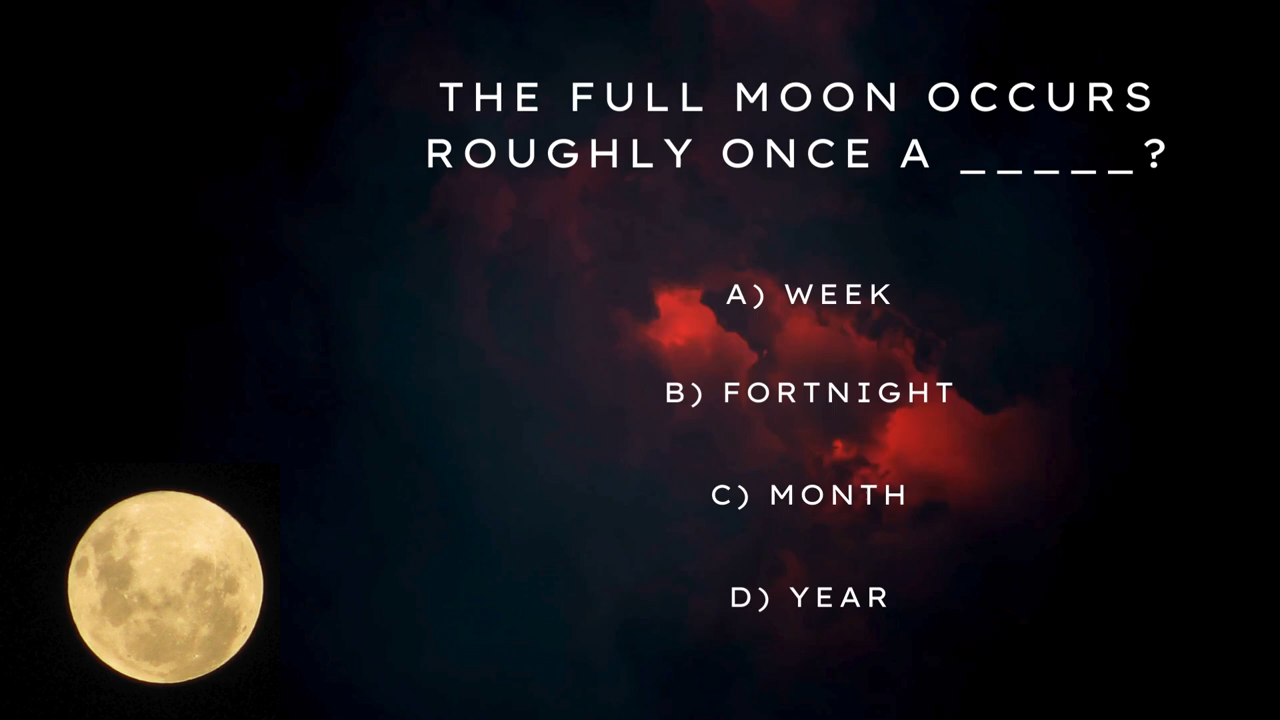 THE FULL MOON OCCURS
ROUGHLY ONCE A _____?
A) WEEK
B) FORTNIGHT
C) MONTH
D) YEAR